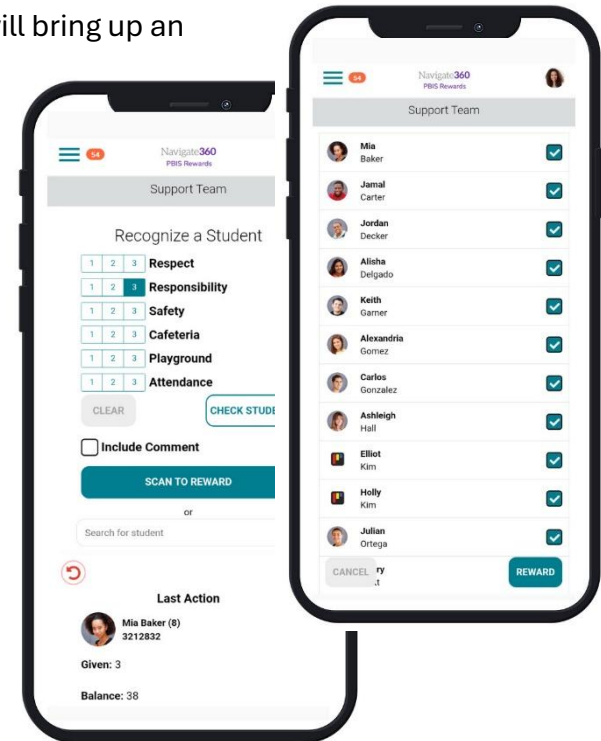 will bring up an
54
Navigate360
PBIS Rewards
Support Team
Recognize a Student
1 2 3 Respect
1 2 3 Responsibility
1 2 3 Safety
1 2 3 Cafeteria
1 2 3 Playground
1 2 3 Attendance
CLEAR CHECK STUDE
Include Comment
SCAN TO REWARD
or
Search for student
Last Action
Mia Baker (8)
3212832
Given: 3
Balance: 38
54
Navigate360
PBIS Rewards
Support Team
Mia
Baker
Jamal
Carter
Jordan
Decker
Alisha
Delgado
Keith
Garner
Alexandria
Gomez
Carlos
Gonzalez
Ashleigh
Hall
Elliot
Kim
Holly
Kim
Julian
Ortega
CANCEL REWARD